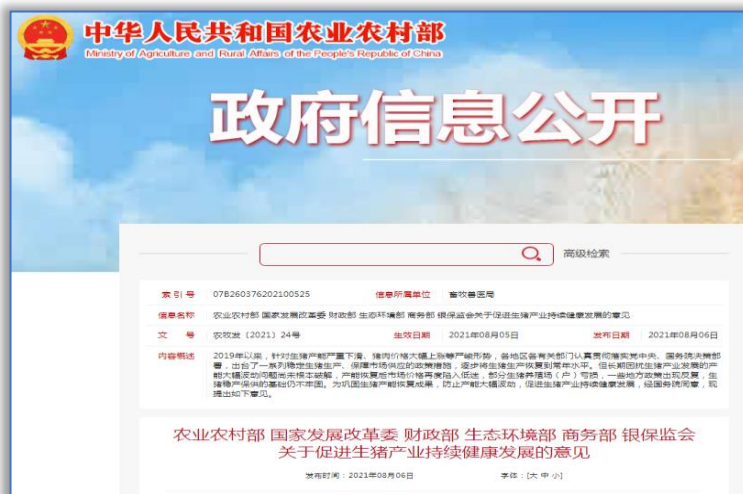 中华人民共和国农业农村部
Ministry of Agriculture and Rural Affairs of the People's Republic of China
政府信息公开
高级检索
索 引 号 07B260376202100525 信息所属单位 畜牧兽医局
信息名称 农业农村部 国家发展改革委 财政部 生态环境部 商务部 银保监会关于促进生猪产业持续健康发展的意见
文 号 农牧发〔2021〕24号 生效日期 2021年08月05日 发布日期 2021年08月06日
内容概述 2019年以来，针对生猪产能严重下滑、猪肉价格大幅上涨等严峻形势，各地区各有关部门认真贯彻落实党中央、国务院决策部
署，出台了一系列稳定生猪生产、保障市场供应的政策措施，逐步将生猪生产恢复到常年水平。但长期困扰生猪产业发展的产
能大幅波动问题尚未根本破解，产能恢复后市场价格再度陷入低迷，部分生猪养殖场（户）亏损，一些地方政策出现反复，生
猪稳产保供的基础仍不牢固。为巩固生猪产能恢复成果，防止产能大幅波动，促进生猪产业持续健康发展，经国务院同意，现
提出如下意见。
农业农村部 国家发展改革委 财政部 生态环境部 商务部 银保监会
关于促进生猪产业持续健康发展的意见
发布时间：2021年08月06日 字体：[大 中 小]